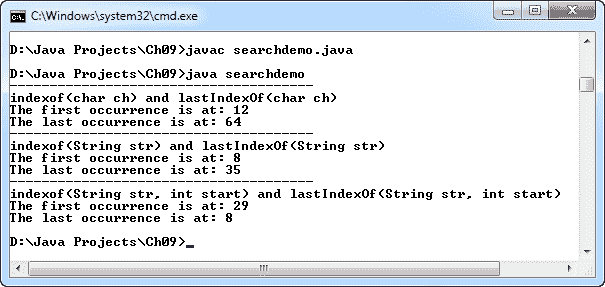 C:\Windows\system32\cmd.exe
D:\Java Projects\Ch09>javac searchdemo.java
D:\Java Projects\Ch09>java searchdemo
--------------------------------------
indexof(char ch) and lastIndexOf(char ch)
The first occurrence is at: 12
The last occurrence is at: 64
--------------------------------------
indexof(String str) and lastIndexOf(String str)
The first occurrence is at: 8
The last occurrence is at: 35
--------------------------------------
indexof(String str, int start) and lastIndexOf(String str, int start)
The first occurrence is at: 29
The last occurrence is at: 8
D:\Java Projects\Ch09>_